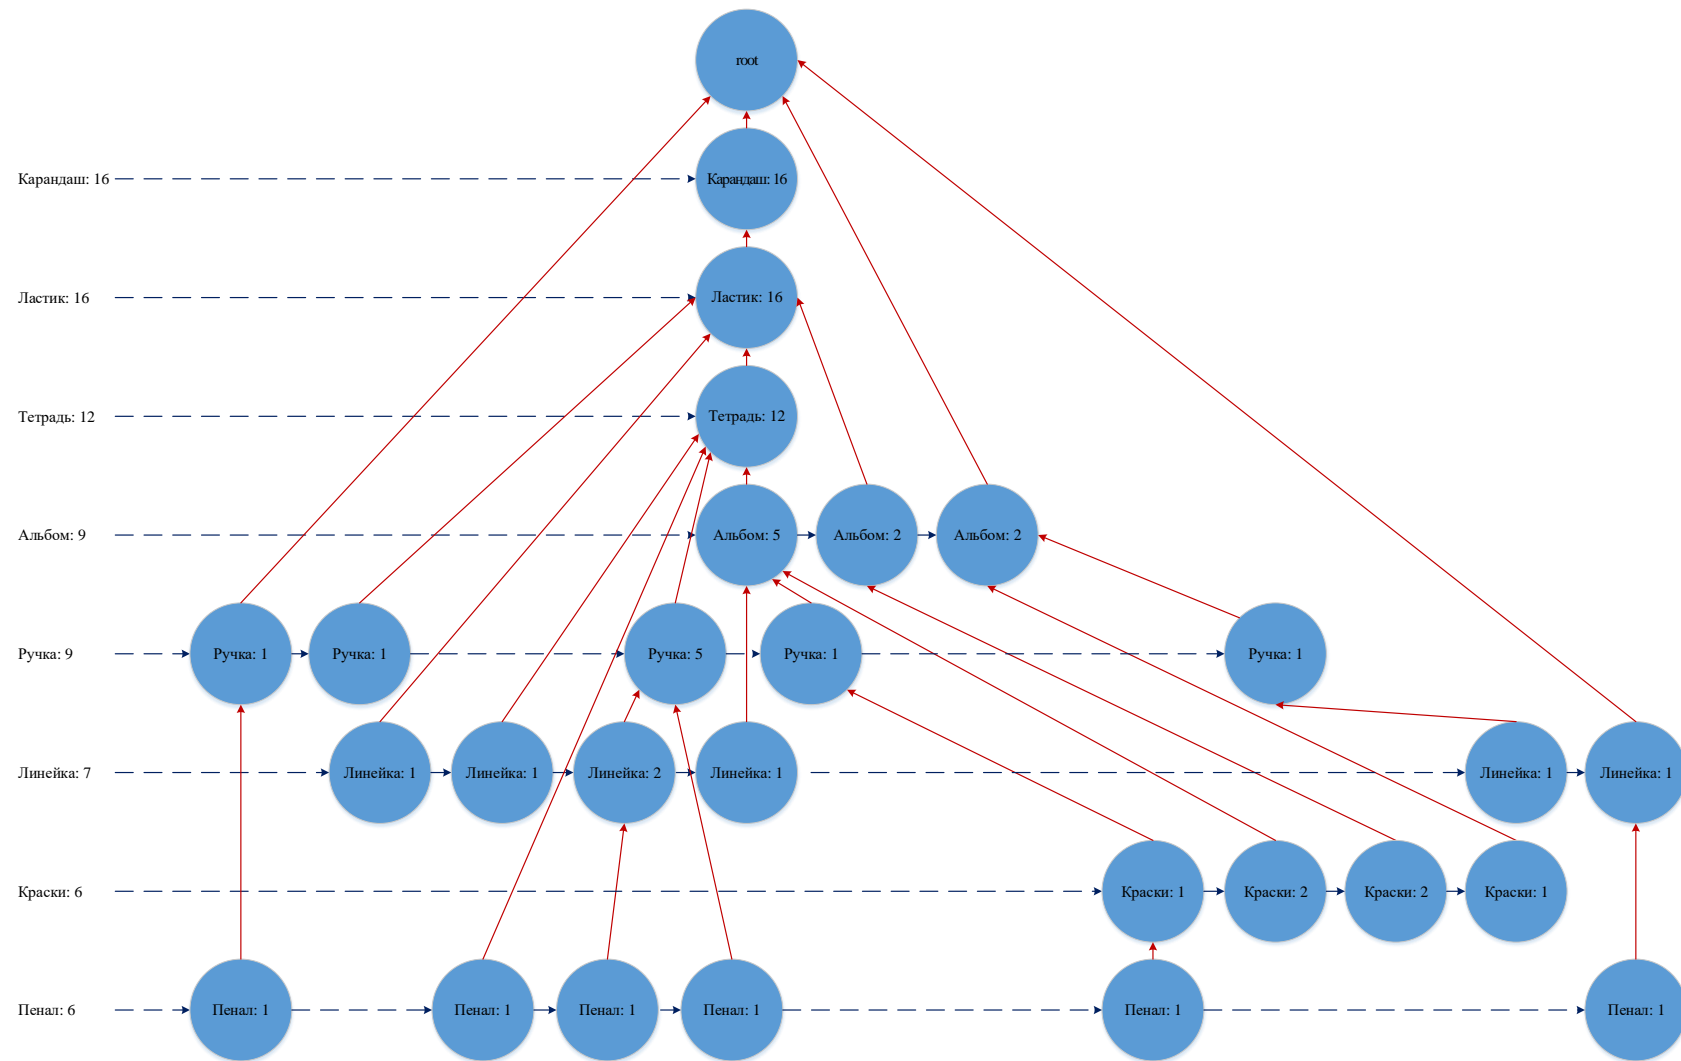 root
Карандаш: 16 Карандаш: 16
Ластик: 16 Ластик: 16
Тетрадь: 12 Тетрадь: 12
Альбом: 9 Альбом: 5 Альбом: 2 Альбом: 2
Ручка: 9 Ручка: 1 Ручка: 1 Ручка: 5 Ручка: 1 Ручка: 1
Линейка: 7 Линейка: 1 Линейка: 1 Линейка: 2 Линейка: 1 Линейка: 1 Линейка: 1
Краски: 6 Краски: 1 Краски: 2 Краски: 2 Краски: 1
Пенал: 6 Пенал: 1 Пенал: 1 Пенал: 1 Пенал: 1 Пенал: 1 Пенал: 1